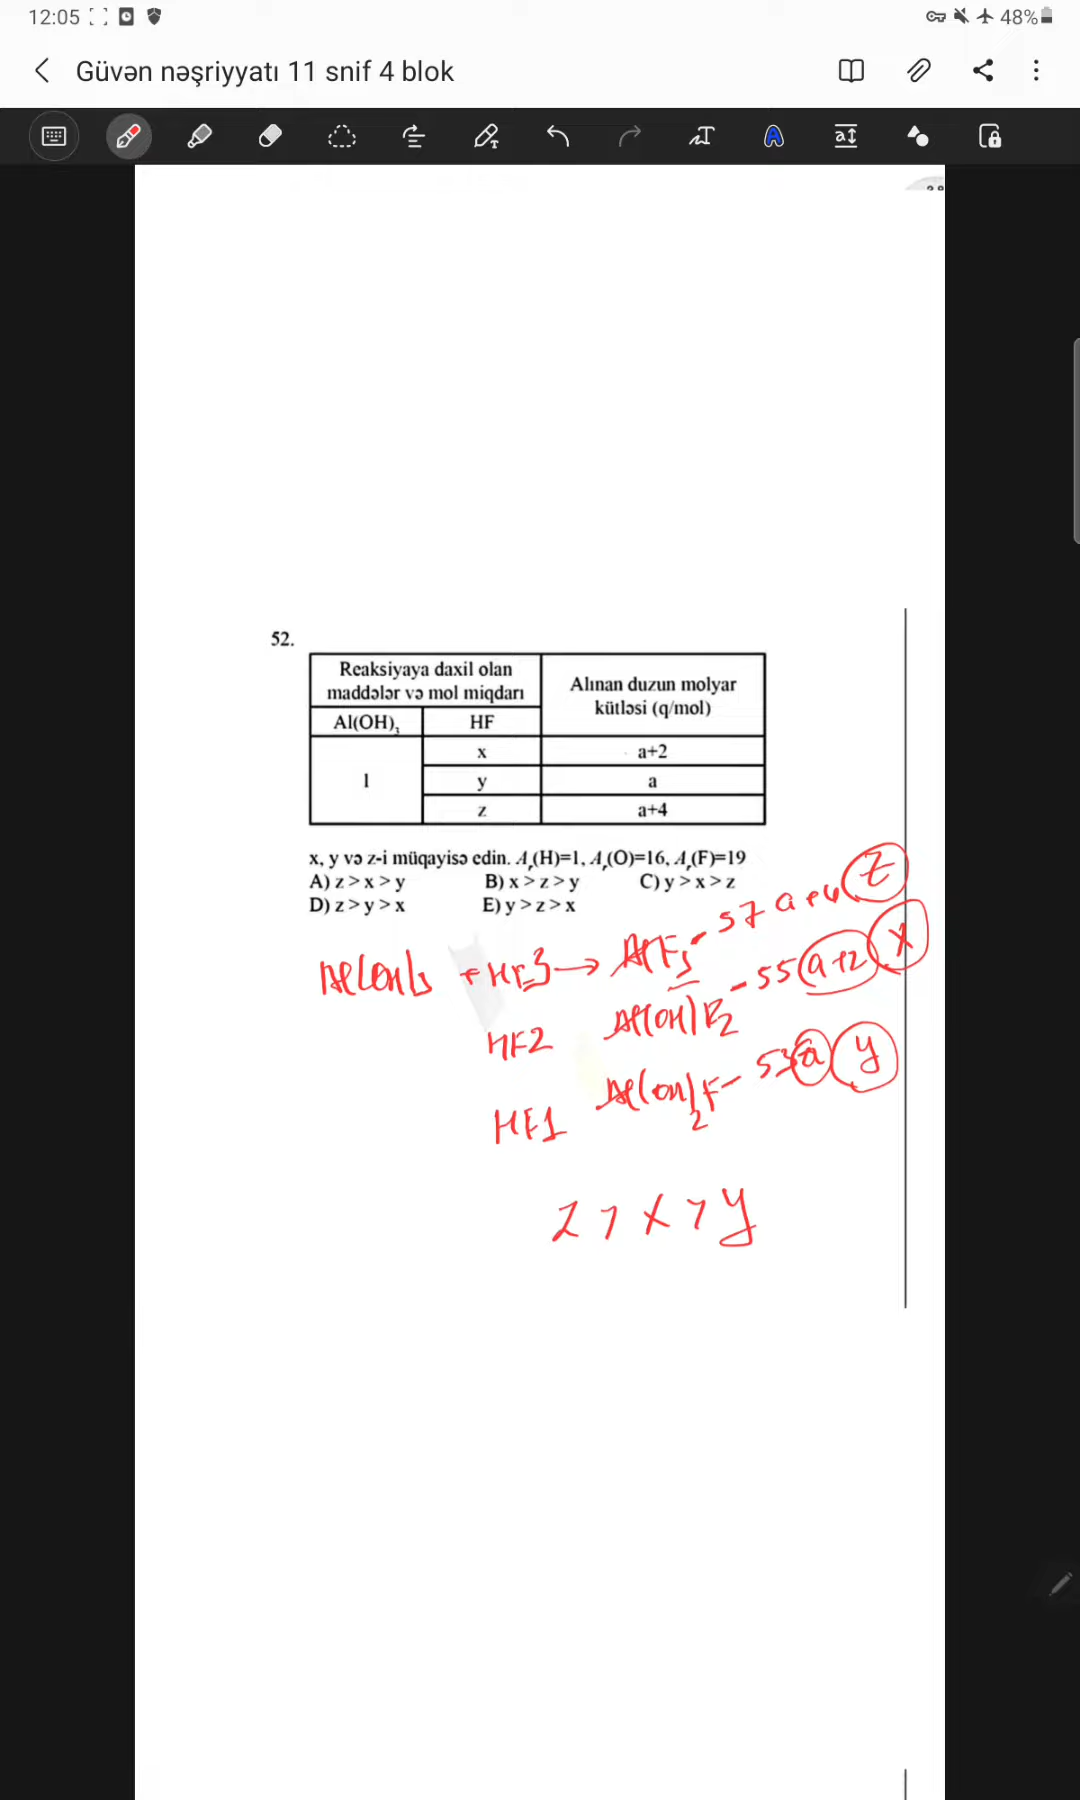 12:05
48%
Güvən nəşriyyatı 11 sinif 4 blok
52.
Reaksiyaya daxil olan maddələr və mol miqdarı
Alınan duzun molyar kütləsi (q/mol)
Al(OH)₃
HF
1
x
a+2
y
a
z
a+4
x, y və z-i müqayisə edin. Aᵣ(H)=1, Aᵣ(O)=16, Aᵣ(F)=19
A) z > x > y
B) x > z > y
C) y > x > z
D) z > y > x
E) y > z > x
Al(OH)₃ + HF3 → AlF₃ - 57 a+4 z
HF2 Al(OH)F₂ - 55 a+2 x
HF1 Al(OH)₂F - 53 a y
z > x > y